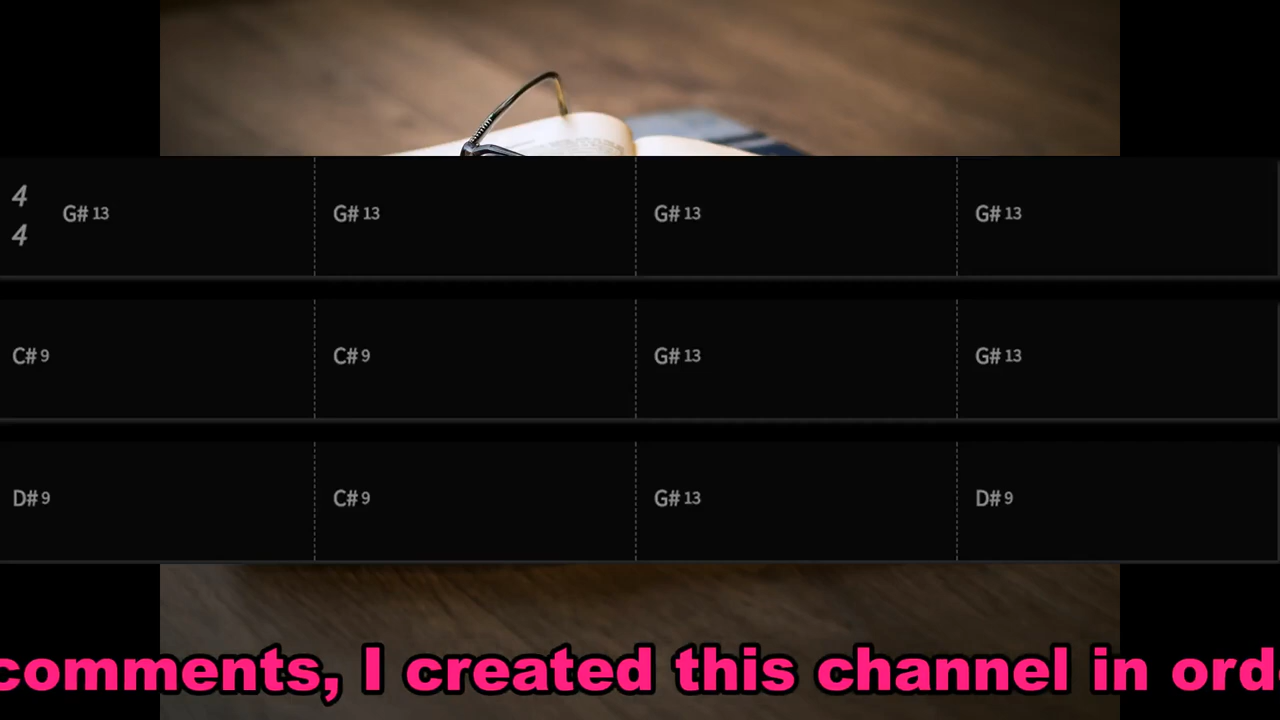 4
4
G# 13 G# 13 G# 13 G# 13
C# 9 C# 9 G# 13 G# 13
D# 9 C# 9 G# 13 D# 9
comments, I created this channel in